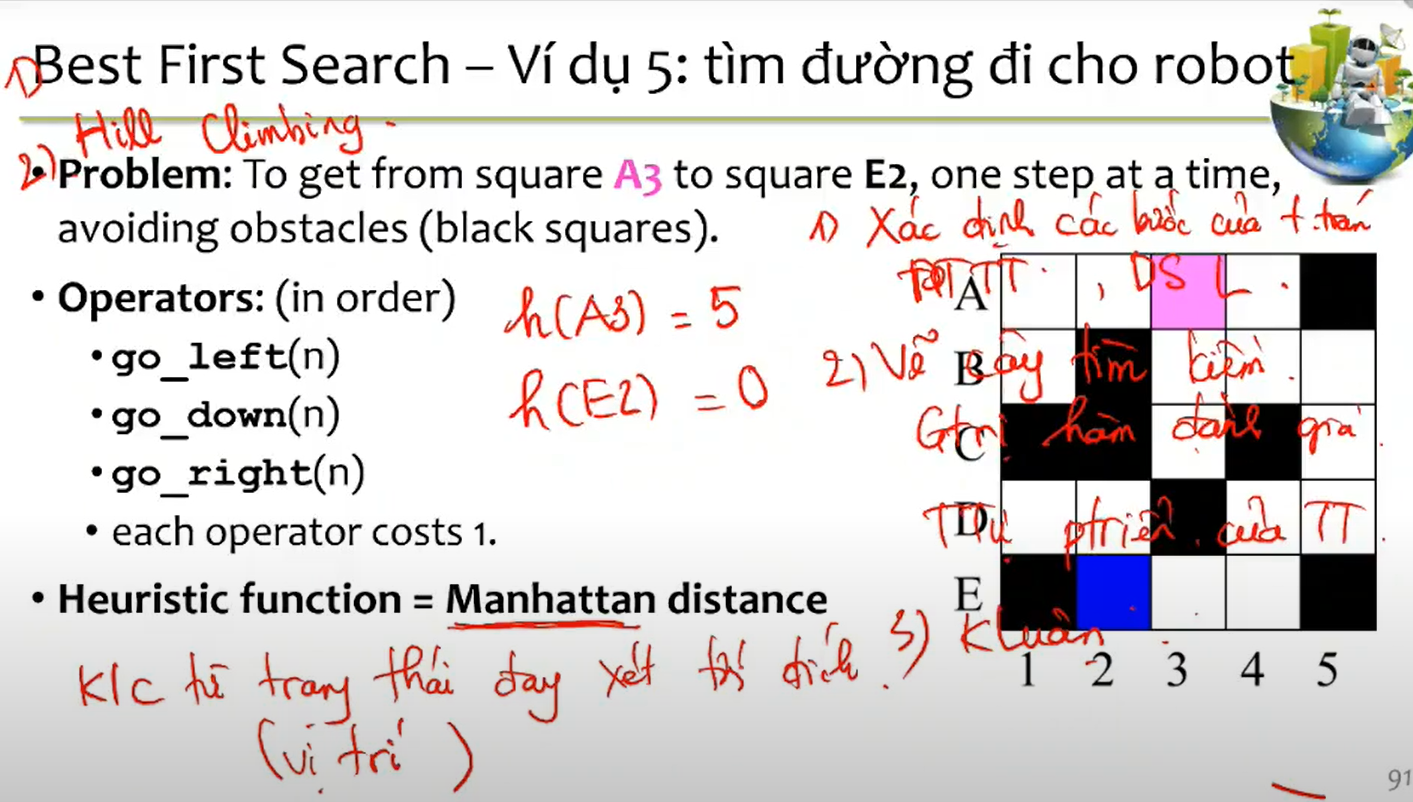 1) Best First Search – Ví dụ 5: tìm đường đi cho robot
2) Hill Climbing.
• Problem: To get from square A3 to square E2, one step at a time,
avoiding obstacles (black squares).
1) Xác định các bước của t.toán
TTPT TT. , DS L.
• Operators: (in order)
h(A3) = 5
• go_left(n)
h(E2) = 0
2) Vẽ cây tìm kiếm.
• go_down(n)
Gtrị hàm đánh giá.
• go_right(n)
TTự ptriển của TT.
• each operator costs 1.
• Heuristic function = Manhattan distance
3) Kluận
K/c từ trạng thái đang xét tới đích.
(vị trí)
A
B
C
D
E
1 2 3 4 5
91